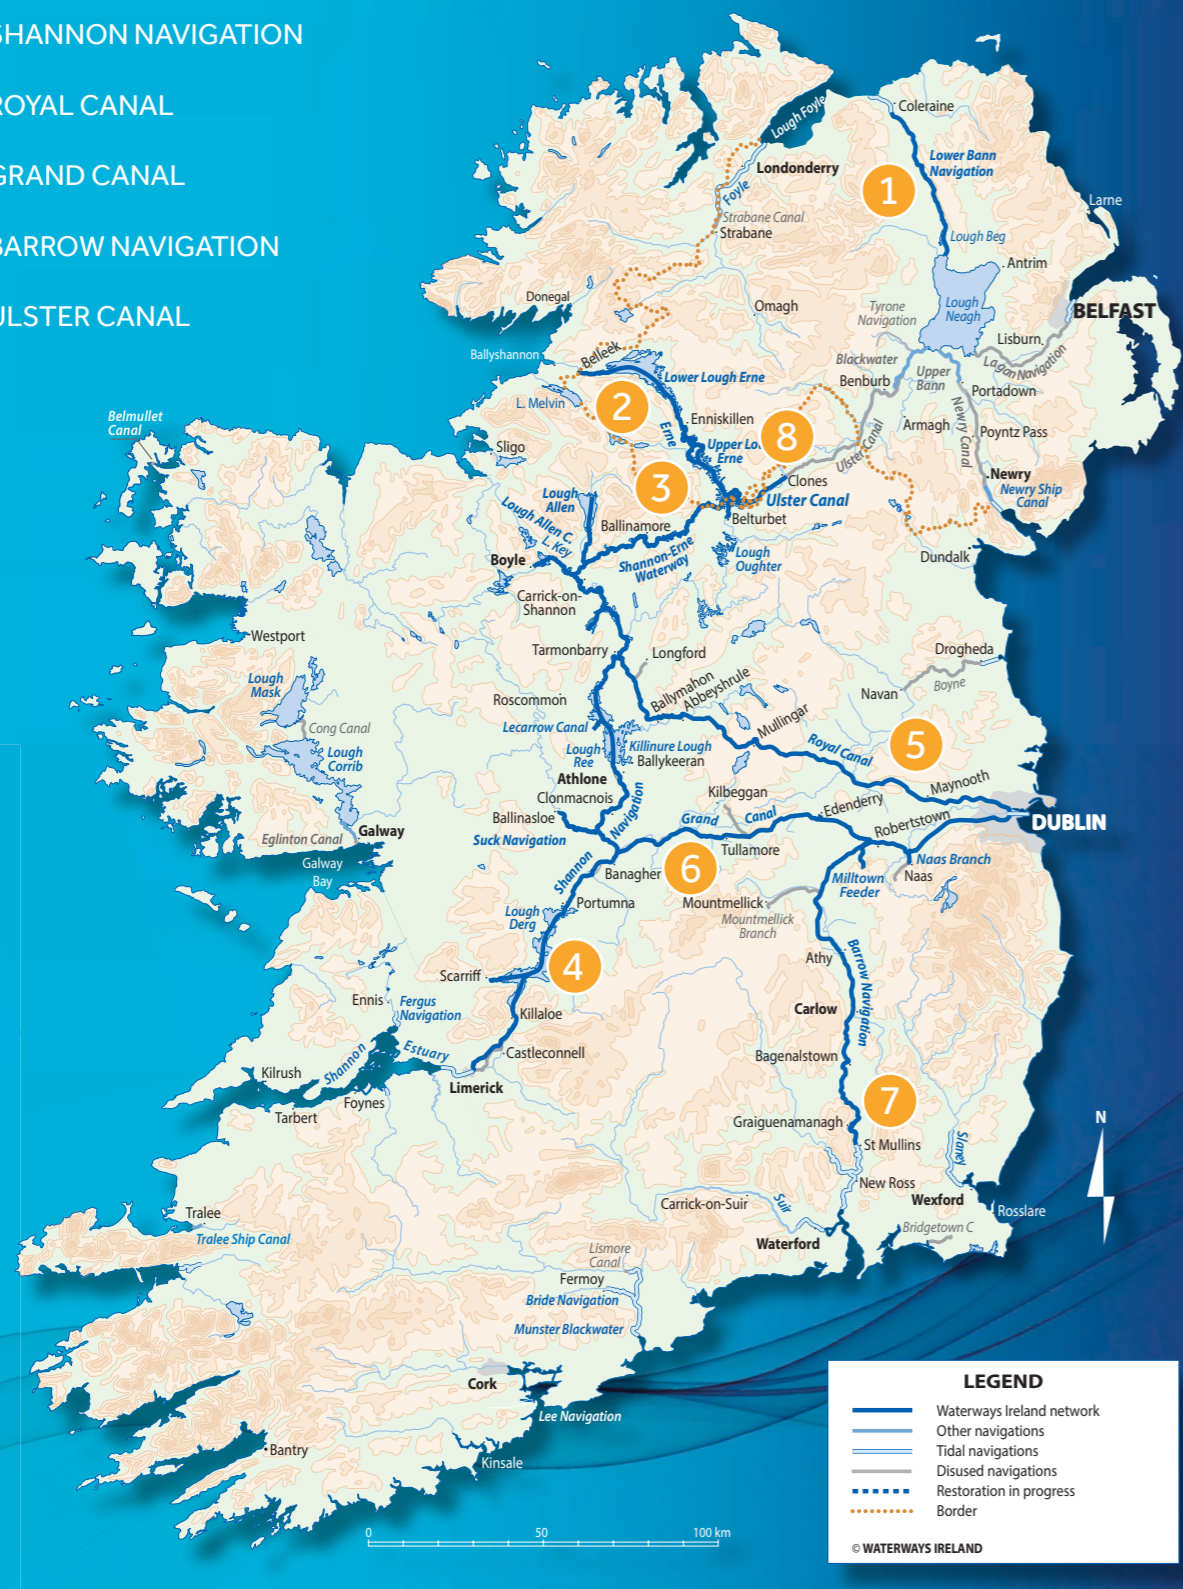 SHANNON NAVIGATION
ROYAL CANAL
GRAND CANAL
BARROW NAVIGATION
ULSTER CANAL
Lough Foyle
Coleraine
Londonderry
Lower Bann
Navigation
1
Foyle
Strabane Canal
Strabane
Larne
Lough Beg
Antrim
Donegal
Omagh
Tyrone
Navigation
Lough
Neagh
BELFAST
Lisburn
Lagan Navigation
Ballyshannon
Belleek
Blackwater
Upper
Bann
Benburb
Portadown
Lower Lough Erne
L. Melvin
2
Enniskillen
Erne
8
Upper Lo
Erne
Ulster Canal
Armagh
Newry Canal
Poyntz Pass
Belmullet
Canal
Sligo
3
Clones
Ulster Canal
Newry
Newry Ship
Canal
Lough
Allen
Lough Allen C.
L. Key
Ballinamore
Belturbet
Boyle
Shannon-Erne
Waterway
Lough
Oughter
Dundalk
Carrick-on-
Shannon
Westport
Tarmonbarry
Longford
Drogheda
Boyne
Navan
Lough
Mask
Roscommon
Ballymahon
Abbeyshrule
Mullingar
Cong Canal
Lecarrow Canal
Lough
Corrib
Lough
Ree
Killinure Lough
Ballykeeran
Royal Canal
5
Athlone
Clonmacnois
Kilbeggan
Maynooth
Navigation
Edenderry
Ballinasloe
Grand
Canal
Robertstown
DUBLIN
Eglinton Canal
Galway
Suck Navigation
Tullamore
Galway
Bay
Shannon
Banagher
6
Milltown
Feeder
Naas Branch
Naas
Portumna
Mountmellick
Mountmellick
Branch
Lough
Derg
4
Athy
Barrow Navigation
Scarriff
Ennis
Fergus
Navigation
Killaloe
Carlow
Shannon
Estuary
Castleconnell
Bagenalstown
Kilrush
Limerick
Foynes
Tarbert
7
Graiguenamanagh
St Mullins
Slaney
N
New Ross
Wexford
Rosslare
Carrick-on-Suir
Suir
Tralee
Tralee Ship Canal
Bridgetown C
Waterford
Lismore
Canal
Fermoy
Bride Navigation
Munster Blackwater
Cork
Lee Navigation
Bantry
Kinsale
0
50
100 km
LEGEND
Waterways Ireland network
Other navigations
Tidal navigations
Disused navigations
Restoration in progress
Border
© WATERWAYS IRELAND